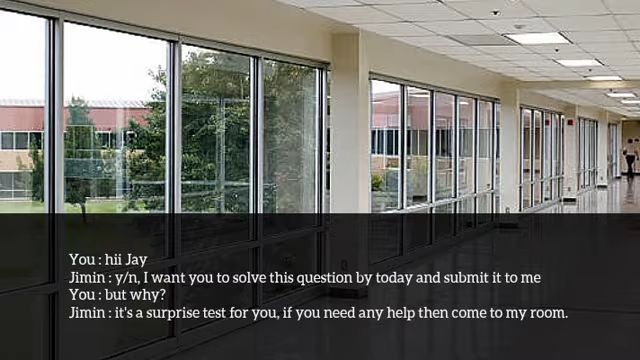 You : hii Jay
Jimin : y/n, I want you to solve this question by today and submit it to me
You : but why?
Jimin : it's a surprise test for you, if you need any help then come to my room.